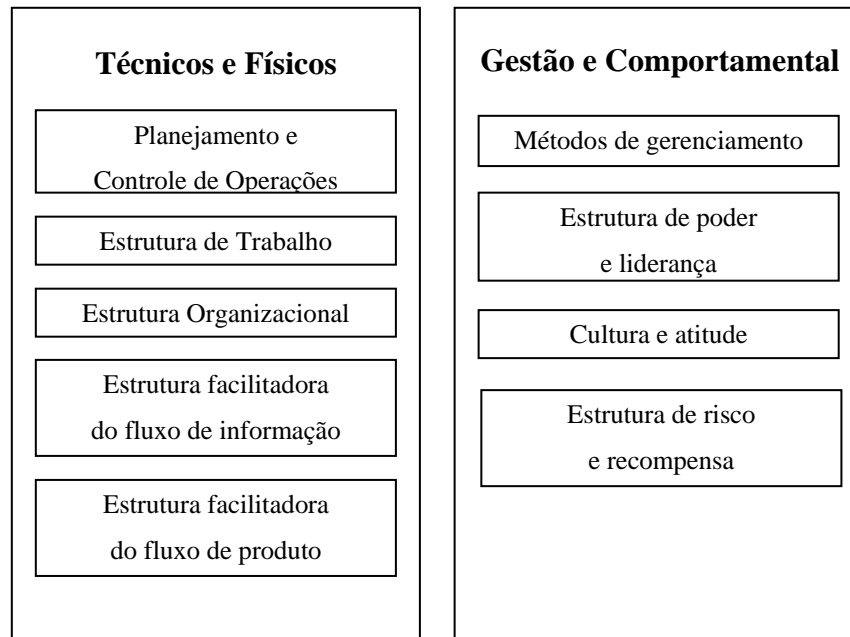 Técnicos e Físicos
Planejamento e
Controle de Operações
Estrutura de Trabalho
Estrutura Organizacional
Estrutura facilitadora
do fluxo de informação
Estrutura facilitadora
do fluxo de produto
Gestão e Comportamental
Métodos de gerenciamento
Estrutura de poder
e liderança
Cultura e atitude
Estrutura de risco
e recompensa